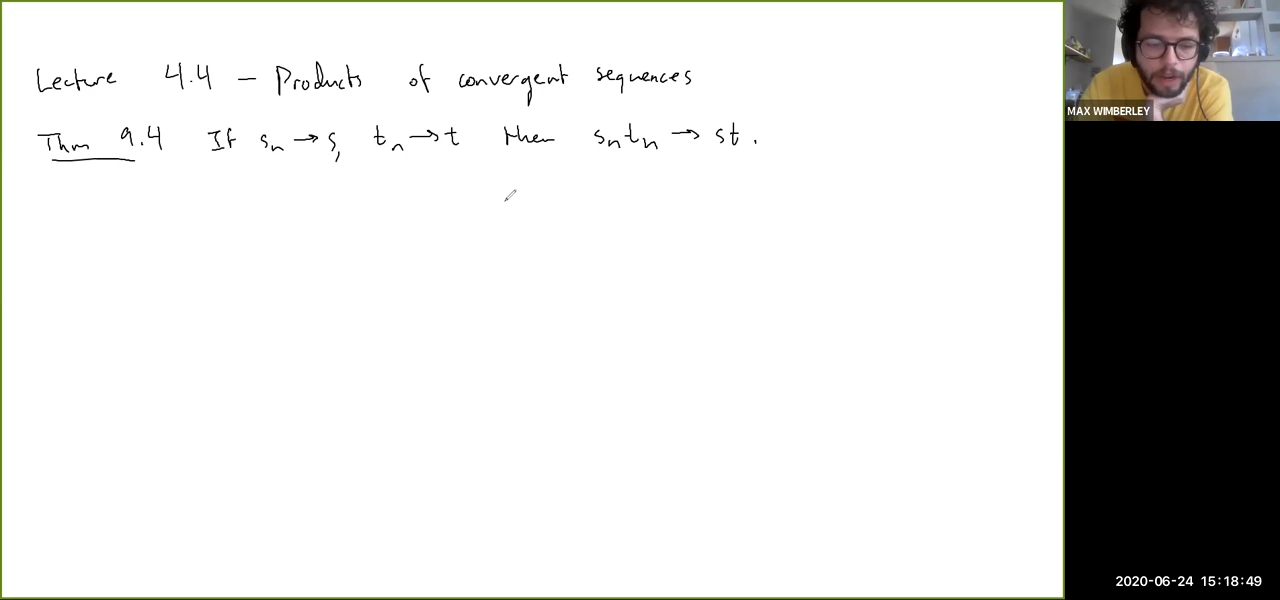 Lecture 4.4 – Products of convergent sequences
Thm 9.4 If sₙ → s, tₙ → t then sₙtₙ → st.
MAX WIMBERLEY
2020-06-24 15:18:49